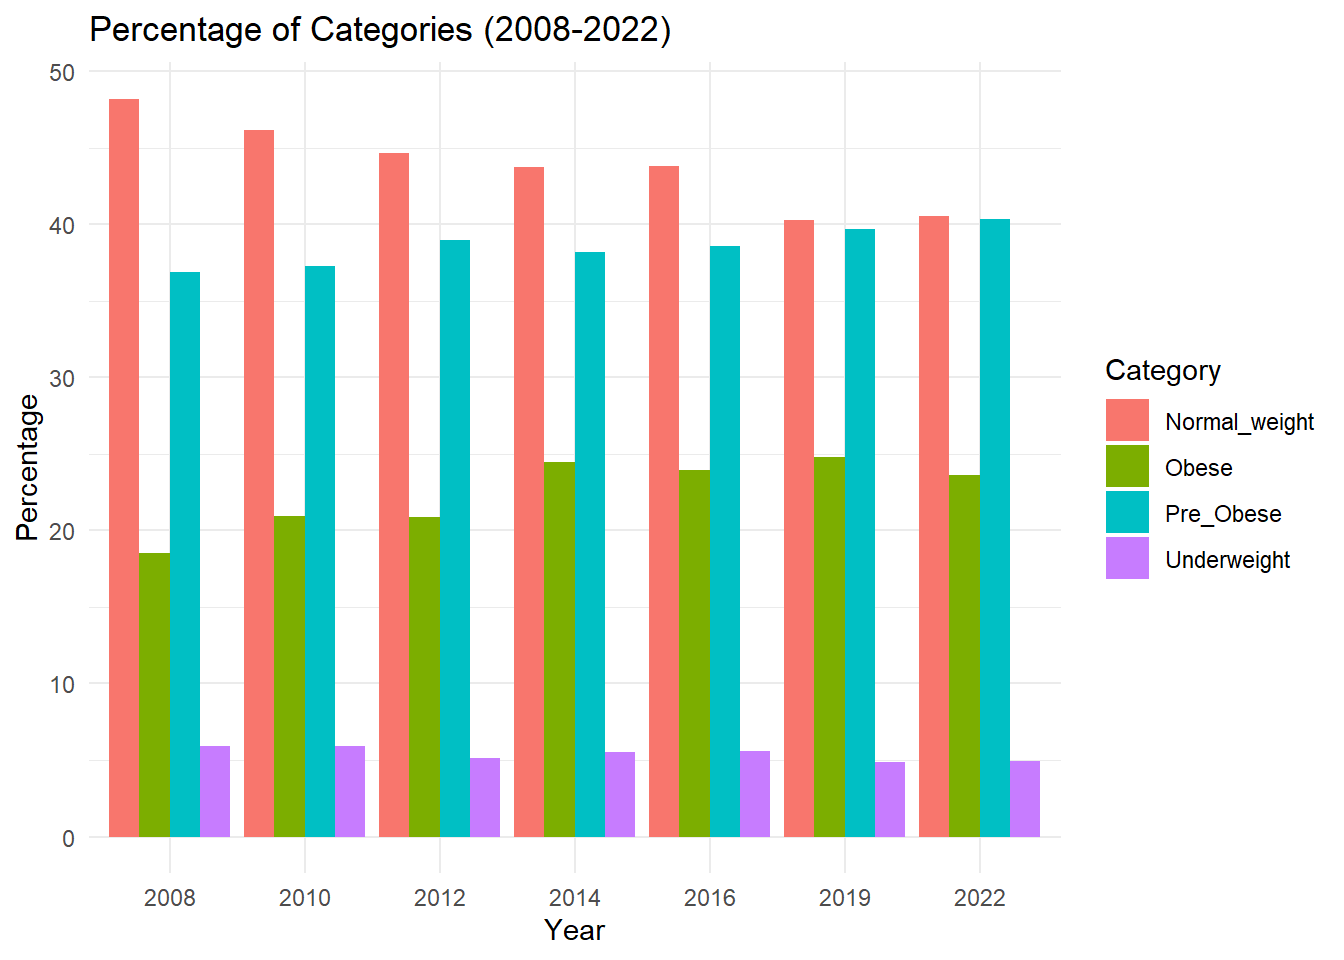 Percentage of Categories (2008-2022)
50
40
30
20
10
0
Percentage
2008 2010 2012 2014 2016 2019 2022
Year
Category
Normal_weight
Obese
Pre_Obese
Underweight